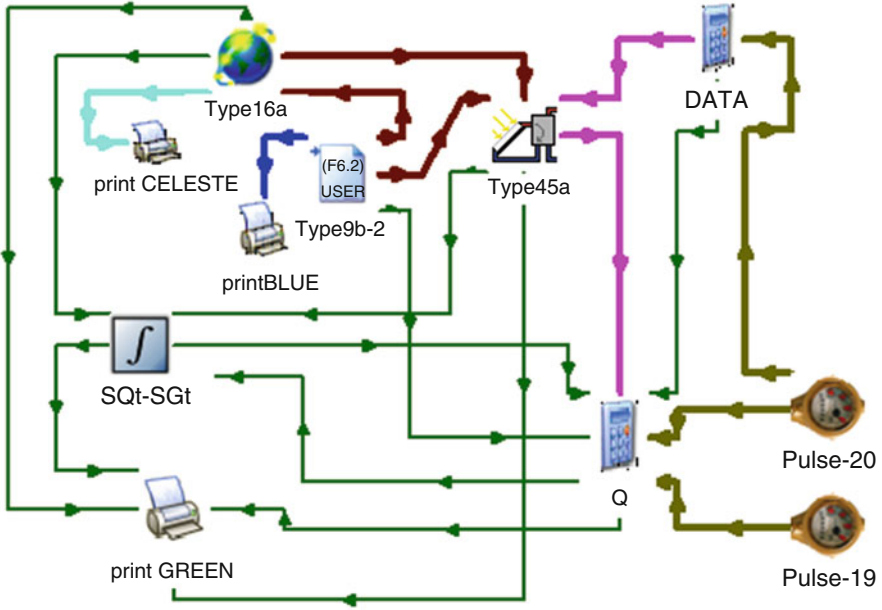 DATA
Type16a
print CELESTE
(F6.2)
USER
Type45a
Type9b-2
printBLUE
SQt-SGt
Pulse-20
Q
print GREEN
Pulse-19